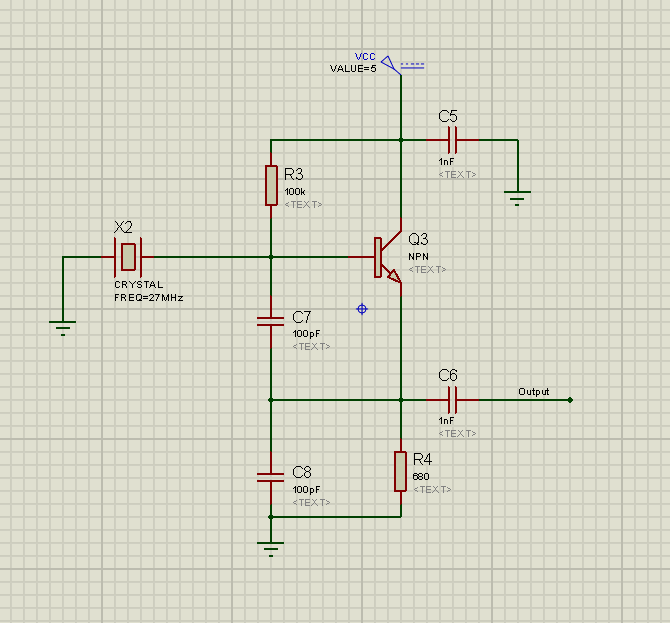 VCC
VALUE=5
C5
1nF
<TEXT>
R3
100k
<TEXT>
X2
CRYSTAL
FREQ=27MHz
Q3
NPN
<TEXT>
C7
100pF
<TEXT>
C6
1nF
<TEXT>
Output
R4
680
<TEXT>
C8
100pF
<TEXT>